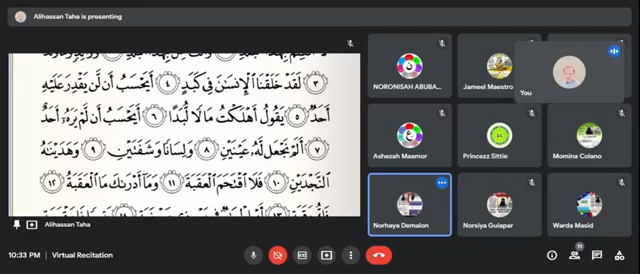 Alihassan Taha is presenting
٣ لَقَدْ خَلَقْنَا ٱلْإِنسَٰنَ فِى كَبَدٍ ٤ أَيَحْسَبُ أَن لَّن يَقْدِرَ عَلَيْهِ
أَحَدٌ ٥ يَقُولُ أَهْلَكْتُ مَالًا لُّبَدًا ٦ أَيَحْسَبُ أَن لَّمْ يَرَهُۥٓ أَحَدٌ
٧ أَلَمْ نَجْعَل لَّهُۥ عَيْنَيْنِ ٨ وَلِسَانًا وَشَفَتَيْنِ ٩ وَهَدَيْنَٰهُ
ٱلنَّجْدَيْنِ ١٠ فَلَا ٱقْتَحَمَ ٱلْعَقَبَةَ ١١ وَمَآ أَدْرَىٰكَ مَا ٱلْعَقَبَةُ ١٢
Alihassan Taha
NORONISAH ABUBA...
Jameel Maestro
You
Ashezah Maamor
Princezz Sittie
Momina Colano
Norhaya Demalon
Norsiya Guiapar
Warda Masid
10:33 PM | Virtual Recitation
11